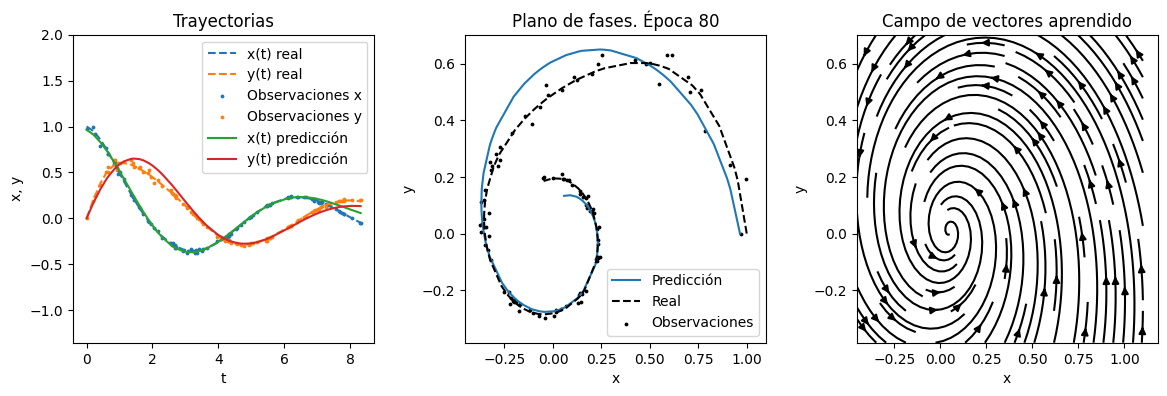 Trayectorias
2.0
1.5
1.0
0.5
0.0
−0.5
−1.0
x, y
0
2
4
6
8
t
x(t) real
y(t) real
Observaciones x
Observaciones y
x(t) predicción
y(t) predicción
Plano de fases. Época 80
0.6
0.4
0.2
0.0
−0.2
y
−0.25
0.00
0.25
0.50
0.75
1.00
x
Predicción
Real
Observaciones
Campo de vectores aprendido
0.6
0.4
0.2
0.0
−0.2
y
−0.25
0.00
0.25
0.50
0.75
1.00
x